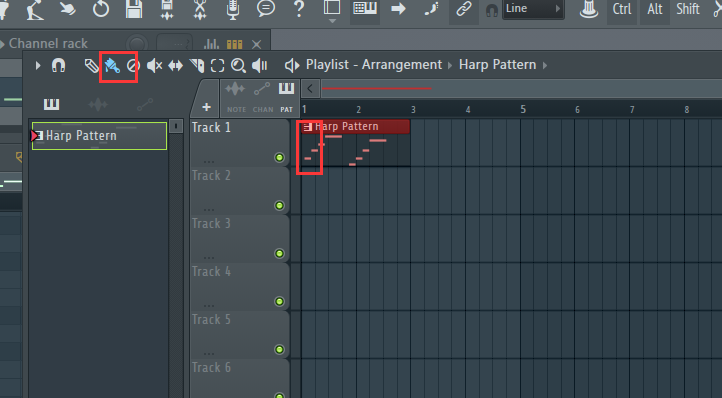 Line Ctrl Alt Shift
Channel rack
Playlist - Arrangement Harp Pattern
NOTE CHAN PAT
1 2 3 4 5 6 7 8
Harp Pattern
Track 1 Harp Pattern
Track 2
Track 3
Track 4
Track 5
Track 6